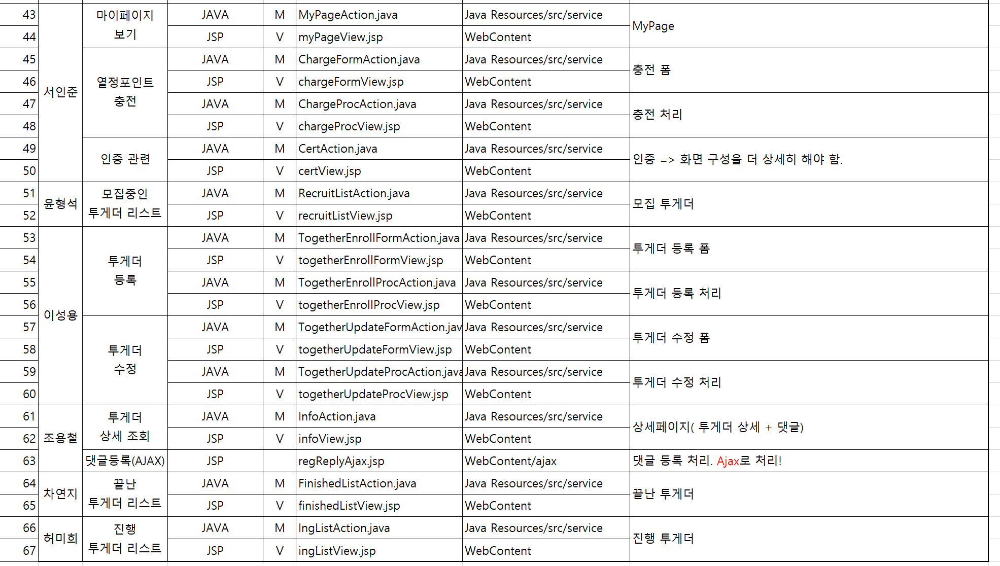 43 서인준 마이페이지 보기 JAVA M MyPageAction.java Java Resources/src/service MyPage
44 JSP V myPageView.jsp WebContent
45 열정포인트 충전 JAVA M ChargeFormAction.java Java Resources/src/service 충전 폼
46 JSP V chargeFormView.jsp WebContent
47 JAVA M ChargeProcAction.java Java Resources/src/service 충전 처리
48 JSP V chargeProcView.jsp WebContent
49 인증 관련 JAVA M CertAction.java Java Resources/src/service 인증 => 화면 구성을 더 상세히 해야 함.
50 JSP V certView.jsp WebContent
51 윤형석 모집중인 투게더 리스트 JAVA M RecruitListAction.java Java Resources/src/service 모집 투게더
52 JSP V recruitListView.jsp WebContent
53 이성용 투게더 등록 JAVA M TogetherEnrollFormAction.java Java Resources/src/service 투게더 등록 폼
54 JSP V togetherEnrollFormView.jsp WebContent
55 JAVA M TogetherEnrollProcAction.java Java Resources/src/service 투게더 등록 처리
56 JSP V togetherEnrollProcView.jsp WebContent
57 투게더 수정 JAVA M TogetherUpdateFormAction.jav Java Resources/src/service 투게더 수정 폼
58 JSP V togetherUpdateFormView.jsp WebContent
59 JAVA M TogetherUpdateProcAction.java Java Resources/src/service 투게더 수정 처리
60 JSP V togetherUpdateProcView.jsp WebContent
61 조용철 투게더 상세 조회 JAVA M InfoAction.java Java Resources/src/service 상세페이지( 투게더 상세 + 댓글)
62 JSP V infoView.jsp WebContent
63 댓글등록(AJAX) JSP regReplyAjax.jsp WebContent/ajax 댓글 등록 처리. Ajax로 처리!
64 차연지 끝난 투게더 리스트 JAVA M FinishedListAction.java Java Resources/src/service 끝난 투게더
65 JSP V finishedListView.jsp WebContent
66 허미희 진행 투게더 리스트 JAVA M IngListAction.java Java Resources/src/service 진행 투게더
67 JSP V ingListView.jsp WebContent